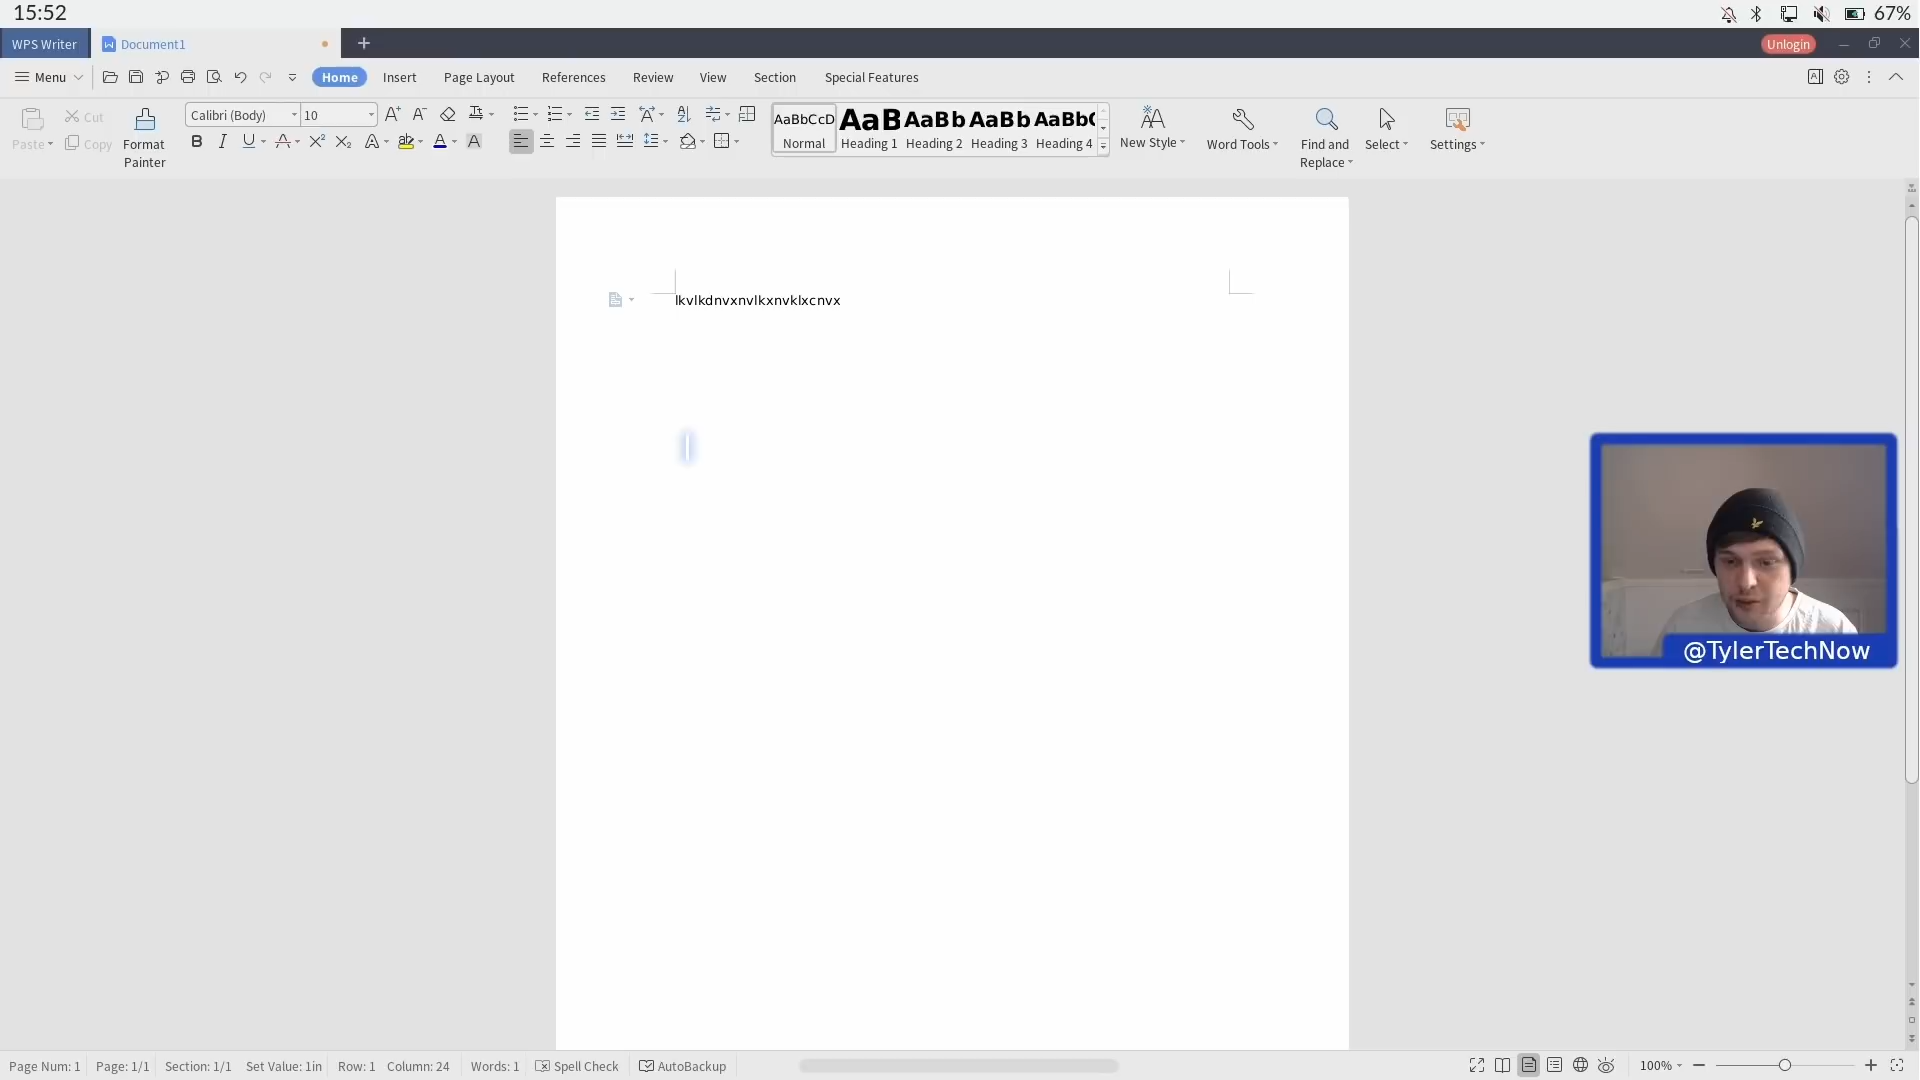 15:52
67%
WPS Writer
Document1
Unlogin
Menu
Home
Insert
Page Layout
References
Review
View
Section
Special Features
Paste
Cut
Copy
Format
Painter
Calibri (Body)
10
AaBbCcD
AaB
AaBb
AaBb
AaBb(
Normal
Heading 1
Heading 2
Heading 3
Heading 4
New Style
Word Tools
Find and
Replace
Select
Settings
lkvlkdnvxnvlkxnvklxcnvx
@TylerTechNow
Page Num: 1
Page: 1/1
Section: 1/1
Set Value: 1in
Row: 1
Column: 24
Words: 1
Spell Check
AutoBackup
100%